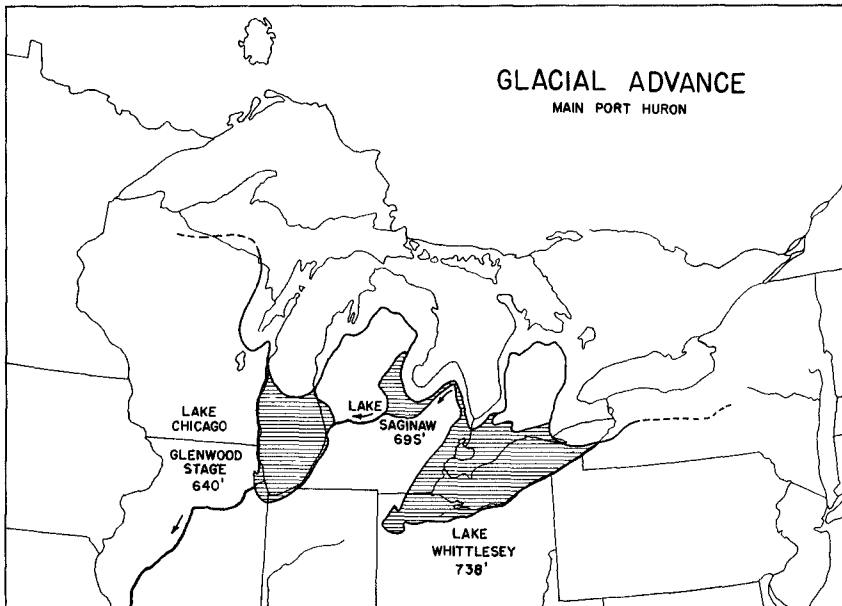 GLACIAL ADVANCE
MAIN PORT HURON
LAKE
CHICAGO
GLENWOOD
STAGE
640'
LAKE
SAGINAW
695'
LAKE
WHITTLESEY
738'